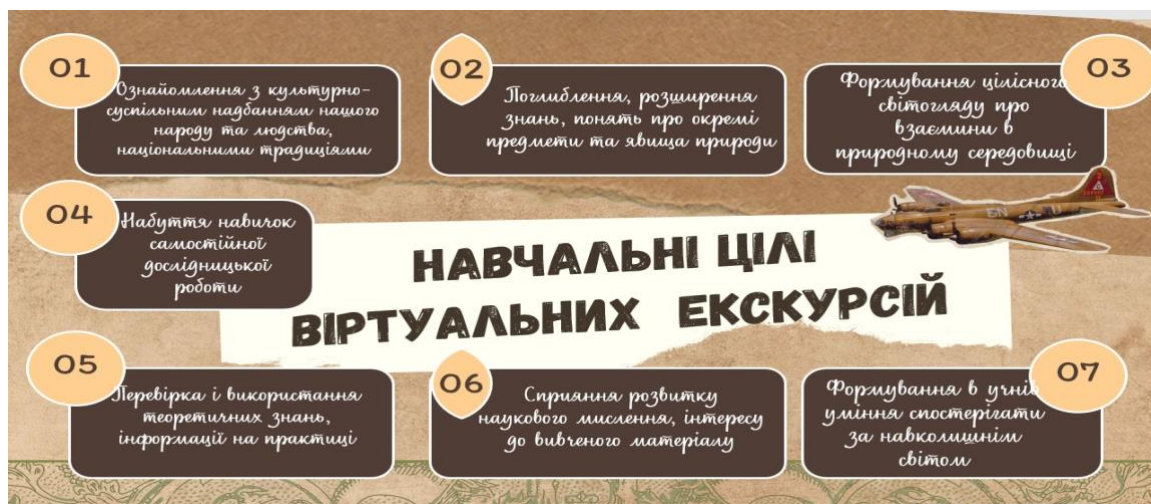 01
Ознайомлення з культурно-
суспільним надбанням нашого
народу та людства,
національними традиціями
02
Поглиблення, розширення
знань, понять про окремі
предмети та явища природи
03
Формування цілісного
світогляду про
взаємини в
природному середовищі
04
Набуття навичок
самостійної
дослідницької
роботи
EN
U
НАВЧАЛЬНІ ЦІЛІ
ВІРТУАЛЬНИХ ЕКСКУРСІЙ
05
Перевірка і використання
теоретичних знань,
інформації на практиці
06
Сприяння розвитку
наукового мислення, інтересу
до вивченого матеріалу
07
Формування в учнів
уміння спостерігати
за навколишнім
світом